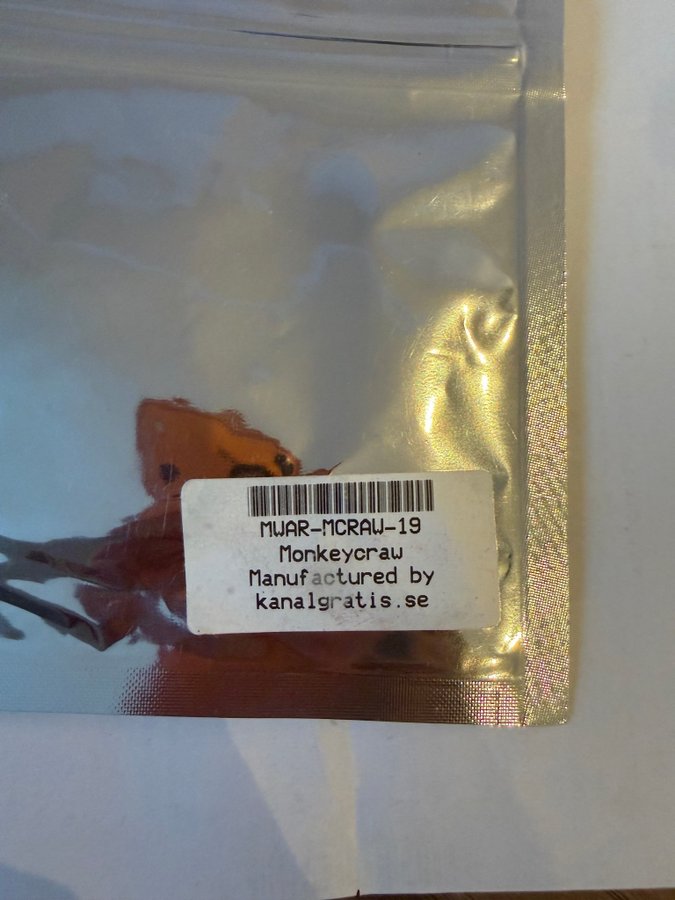 MWAR-MCRAW-19
Monkeycraw
Manufactured by
kanalgratis.se